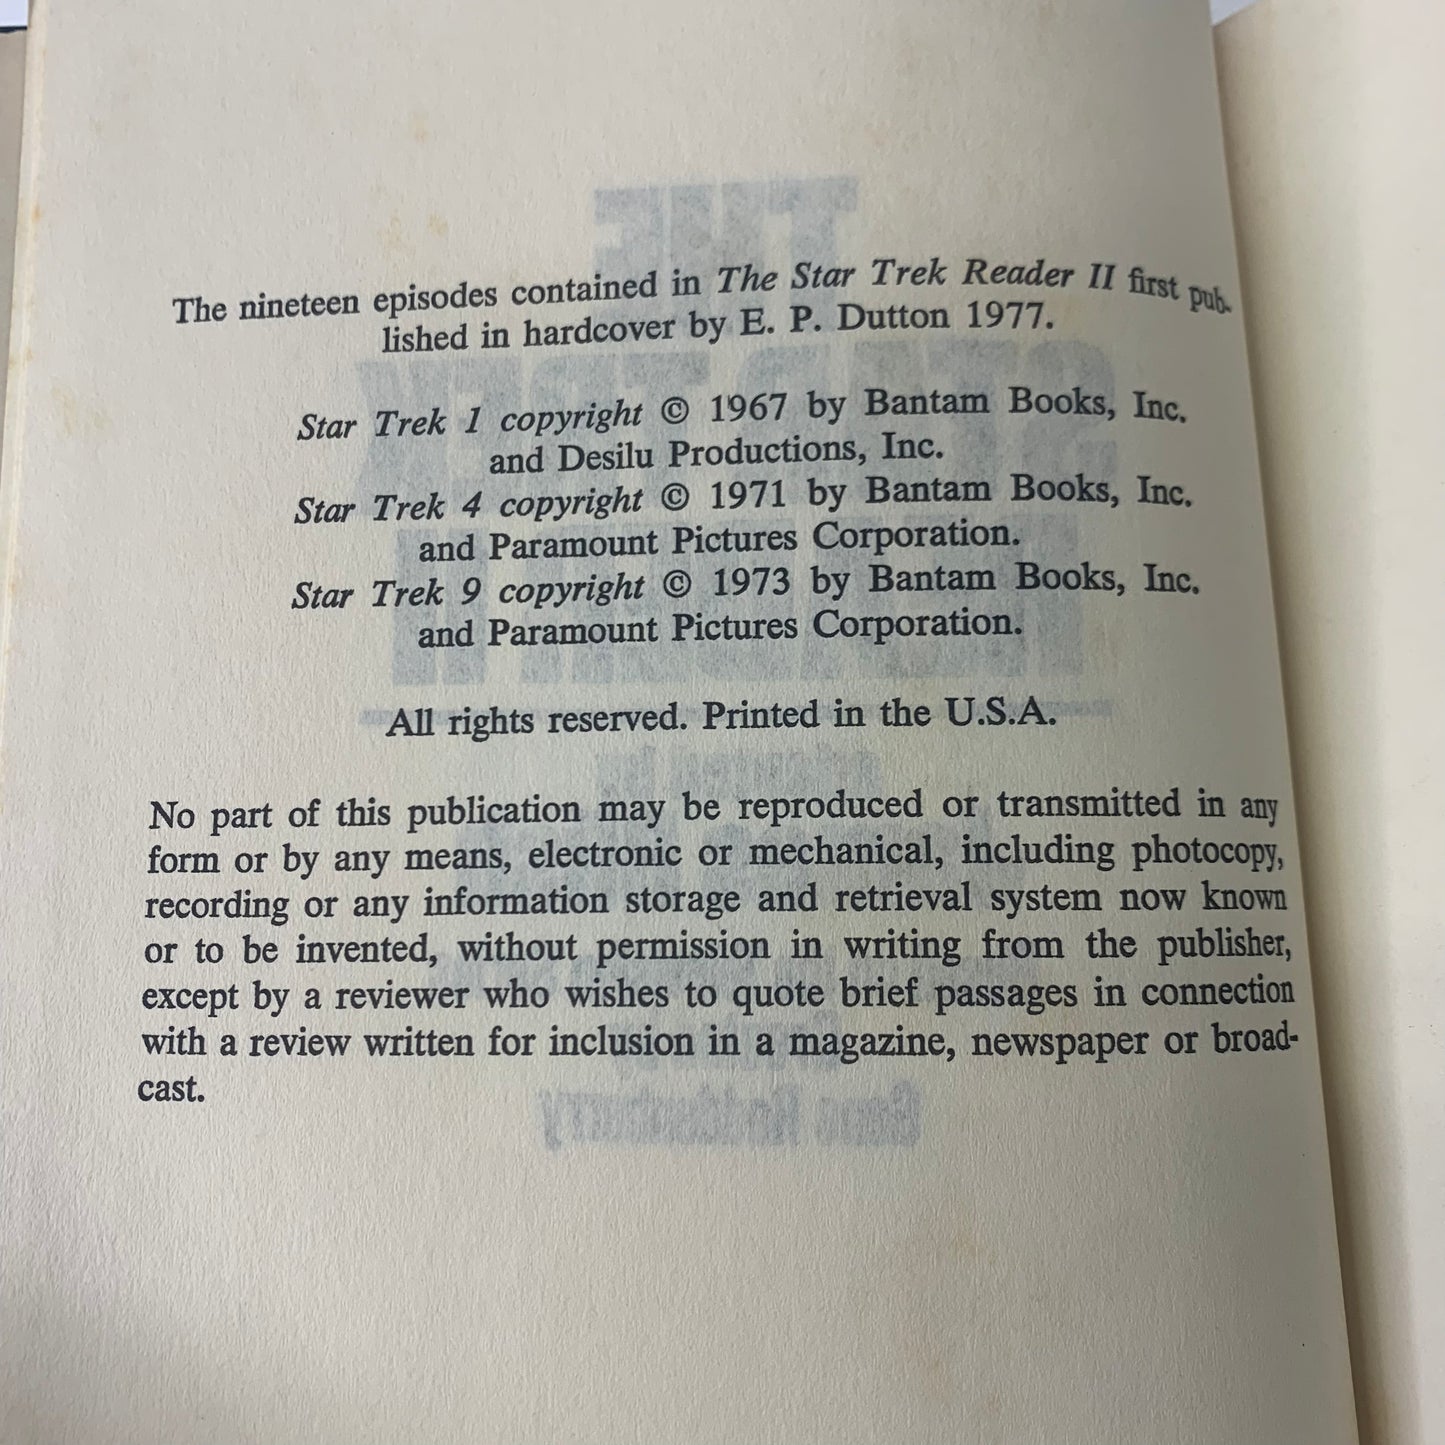 The nineteen episodes contained in The Star Trek Reader II first pub-
lished in hardcover by E. P. Dutton 1977.
Star Trek 1 copyright © 1967 by Bantam Books, Inc.
and Desilu Productions, Inc.
Star Trek 4 copyright © 1971 by Bantam Books, Inc.
and Paramount Pictures Corporation.
Star Trek 9 copyright © 1973 by Bantam Books, Inc.
and Paramount Pictures Corporation.
All rights reserved. Printed in the U.S.A.
No part of this publication may be reproduced or transmitted in any
form or by any means, electronic or mechanical, including photocopy,
recording or any information storage and retrieval system now known
or to be invented, without permission in writing from the publisher,
except by a reviewer who wishes to quote brief passages in connection
with a review written for inclusion in a magazine, newspaper or broad-
cast.